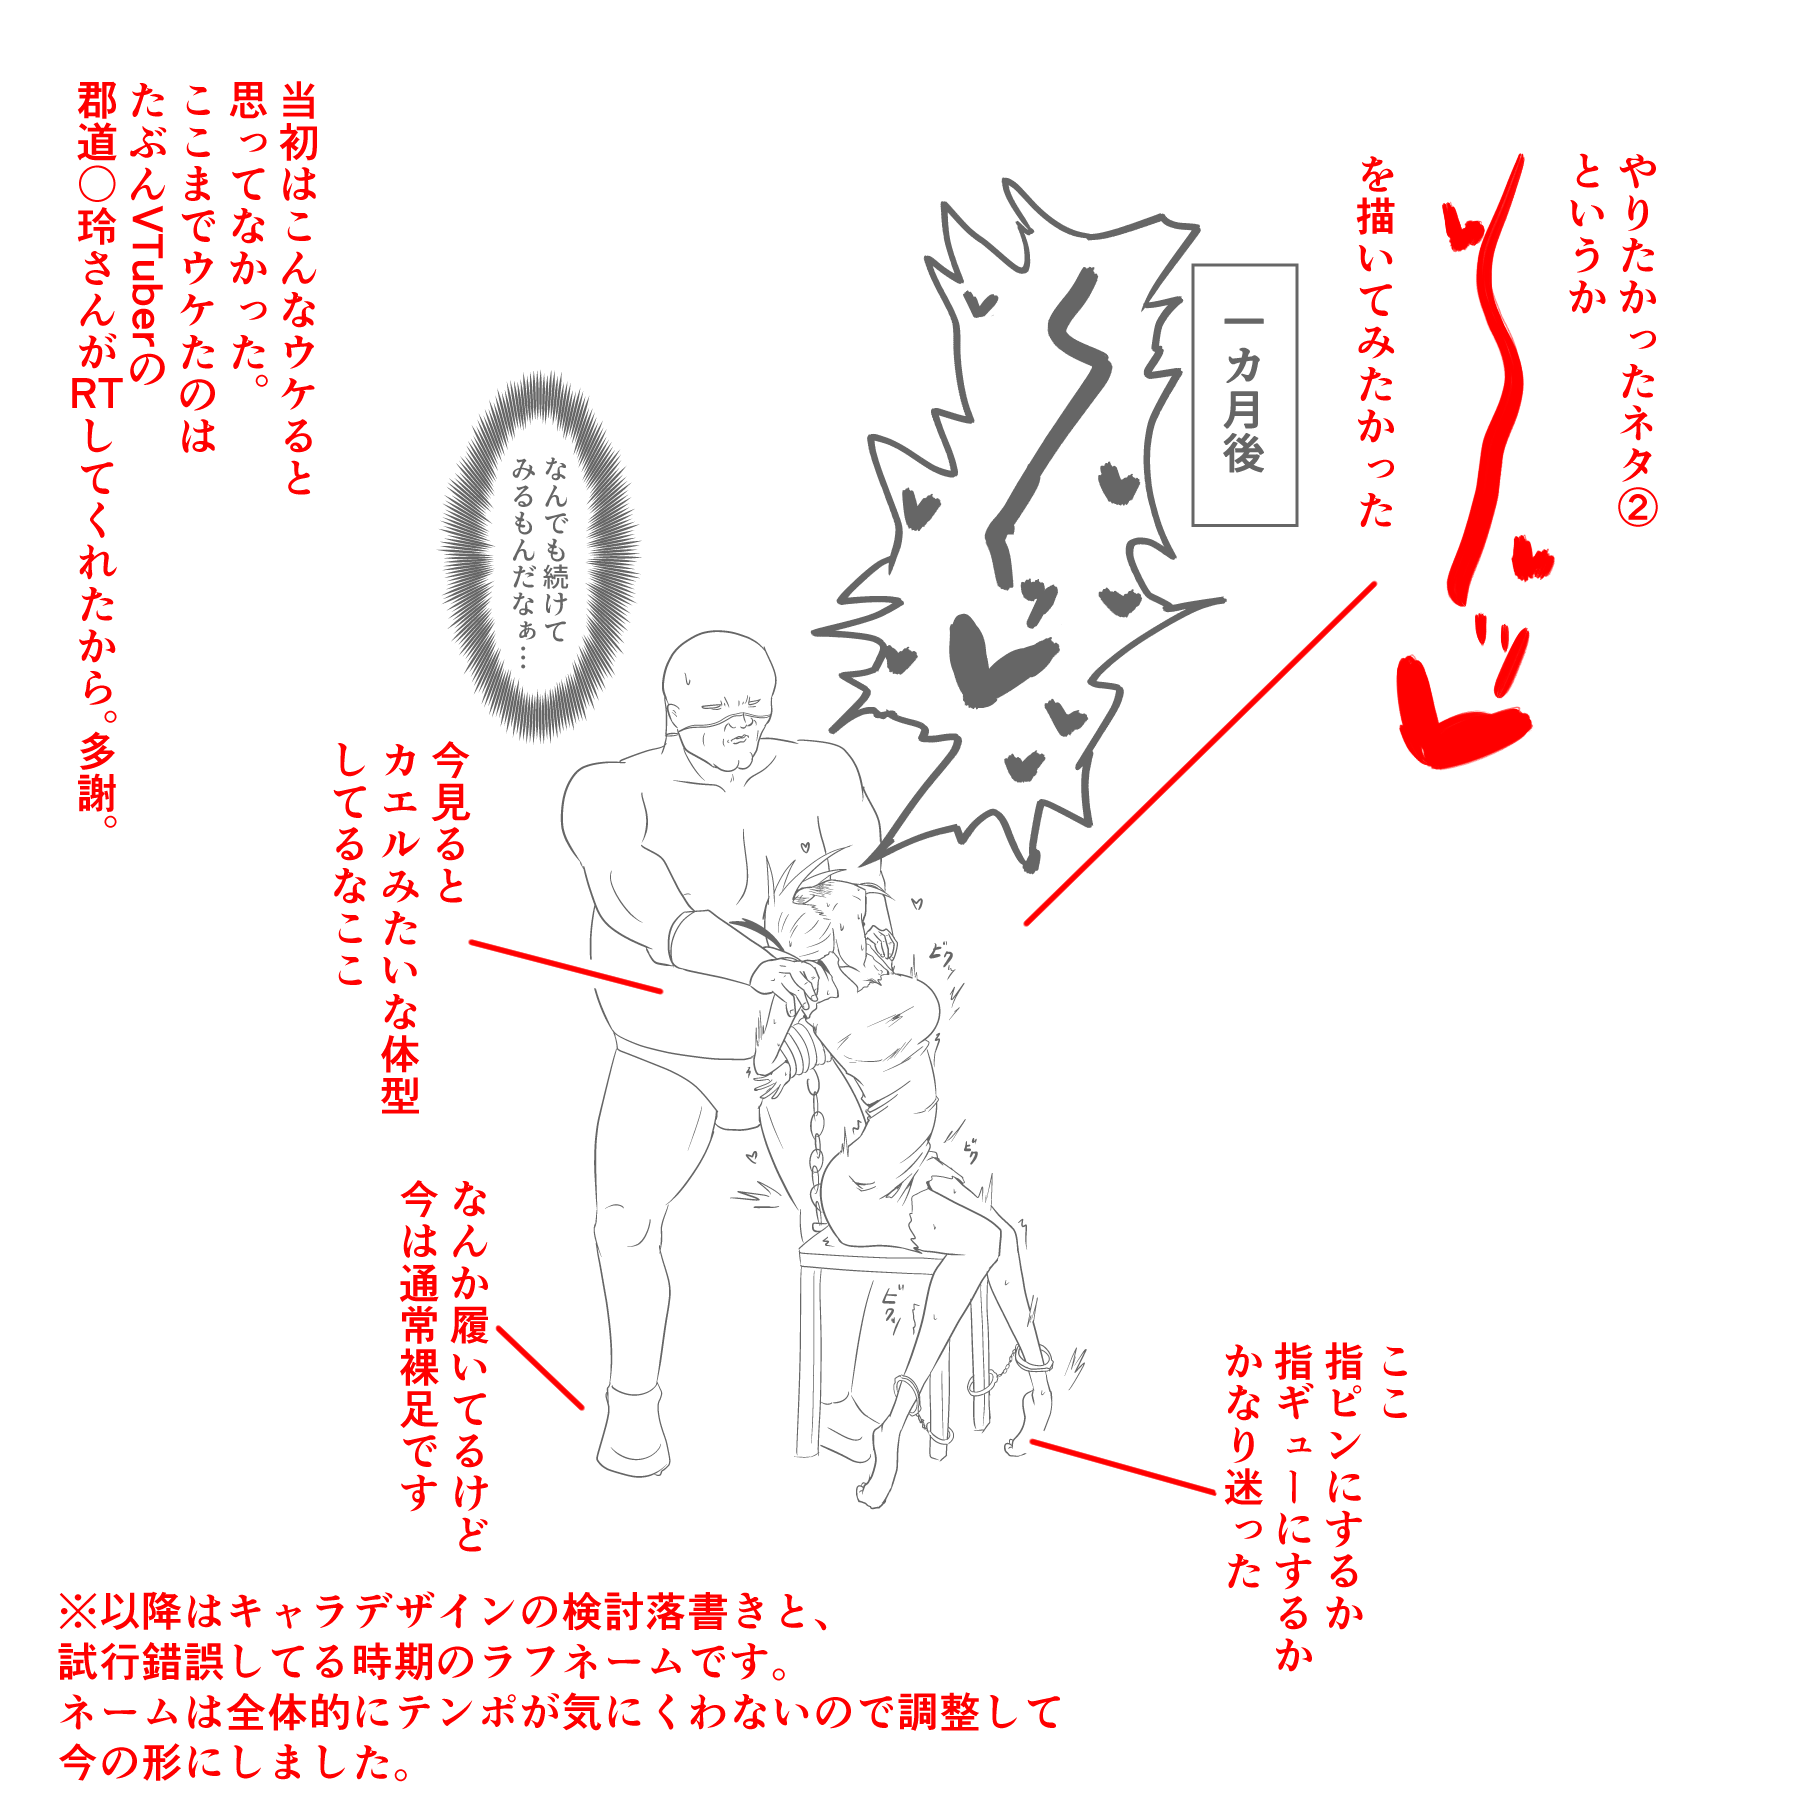 やりたかったネタ②
というか
を描いてみたかった
一カ月後
なんでも続けて
みるもんだなぁ…
当初はこんなウケると
思ってなかった。
ここまでウケたのは
たぶんVTuberの
郡道〇玲さんがRTしてくれたから。多謝。
今見ると
カエルみたいな体型
してるなここ
ビク
ビク
ビクッ
なんか履いてるけど
今は通常裸足です
ここ
指ピンにするか
指ギューにするか
かなり迷った
※以降はキャラデザインの検討落書きと、
試行錯誤してる時期のラフネームです。
ネームは全体的にテンポが気にくわないので調整して
今の形にしました。